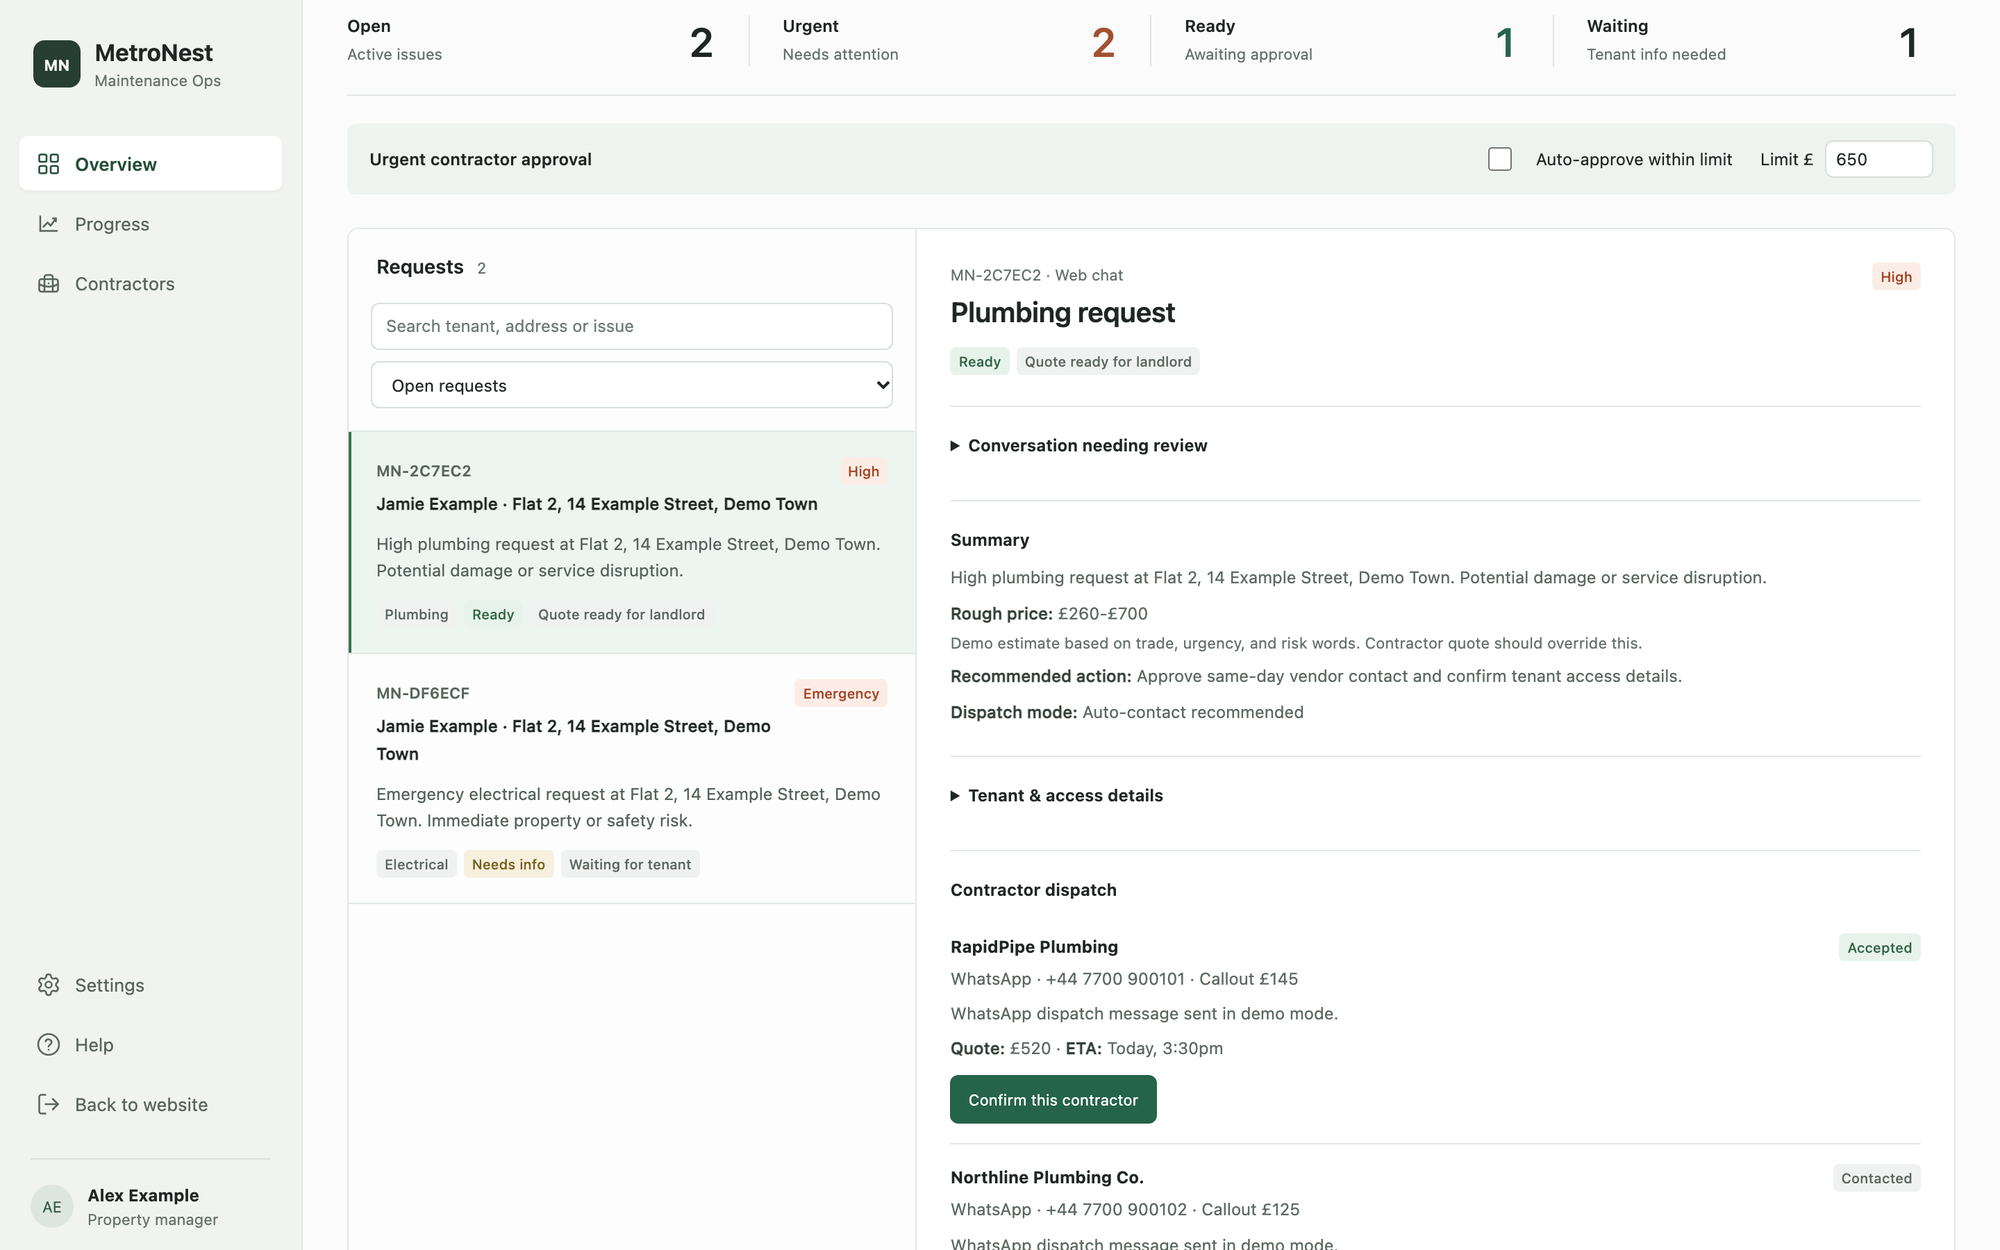 MN
MetroNest
Maintenance Ops
Overview
Progress
Contractors
Settings
Help
Back to website
AE
Alex Example
Property manager
Open
Active issues
2
Urgent
Needs attention
2
Ready
Awaiting approval
1
Waiting
Tenant info needed
1
Urgent contractor approval
Auto-approve within limit
Limit £
650
Requests 2
Search tenant, address or issue
Open requests
MN-2C7EC2
High
Jamie Example · Flat 2, 14 Example Street, Demo Town
High plumbing request at Flat 2, 14 Example Street, Demo Town.
Potential damage or service disruption.
Plumbing
Ready
Quote ready for landlord
MN-DF6ECF
Emergency
Jamie Example · Flat 2, 14 Example Street, Demo
Town
Emergency electrical request at Flat 2, 14 Example Street, Demo
Town. Immediate property or safety risk.
Electrical
Needs info
Waiting for tenant
MN-2C7EC2 · Web chat
High
Plumbing request
Ready
Quote ready for landlord
Conversation needing review
Summary
High plumbing request at Flat 2, 14 Example Street, Demo Town. Potential damage or service disruption.
Rough price: £260-£700
Demo estimate based on trade, urgency, and risk words. Contractor quote should override this.
Recommended action: Approve same-day vendor contact and confirm tenant access details.
Dispatch mode: Auto-contact recommended
Tenant & access details
Contractor dispatch
RapidPipe Plumbing
Accepted
WhatsApp · +44 7700 900101 · Callout £145
WhatsApp dispatch message sent in demo mode.
Quote: £520 · ETA: Today, 3:30pm
Confirm this contractor
Northline Plumbing Co.
Contacted
WhatsApp · +44 7700 900102 · Callout £125
WhatsApp dispatch message sent in demo mode.